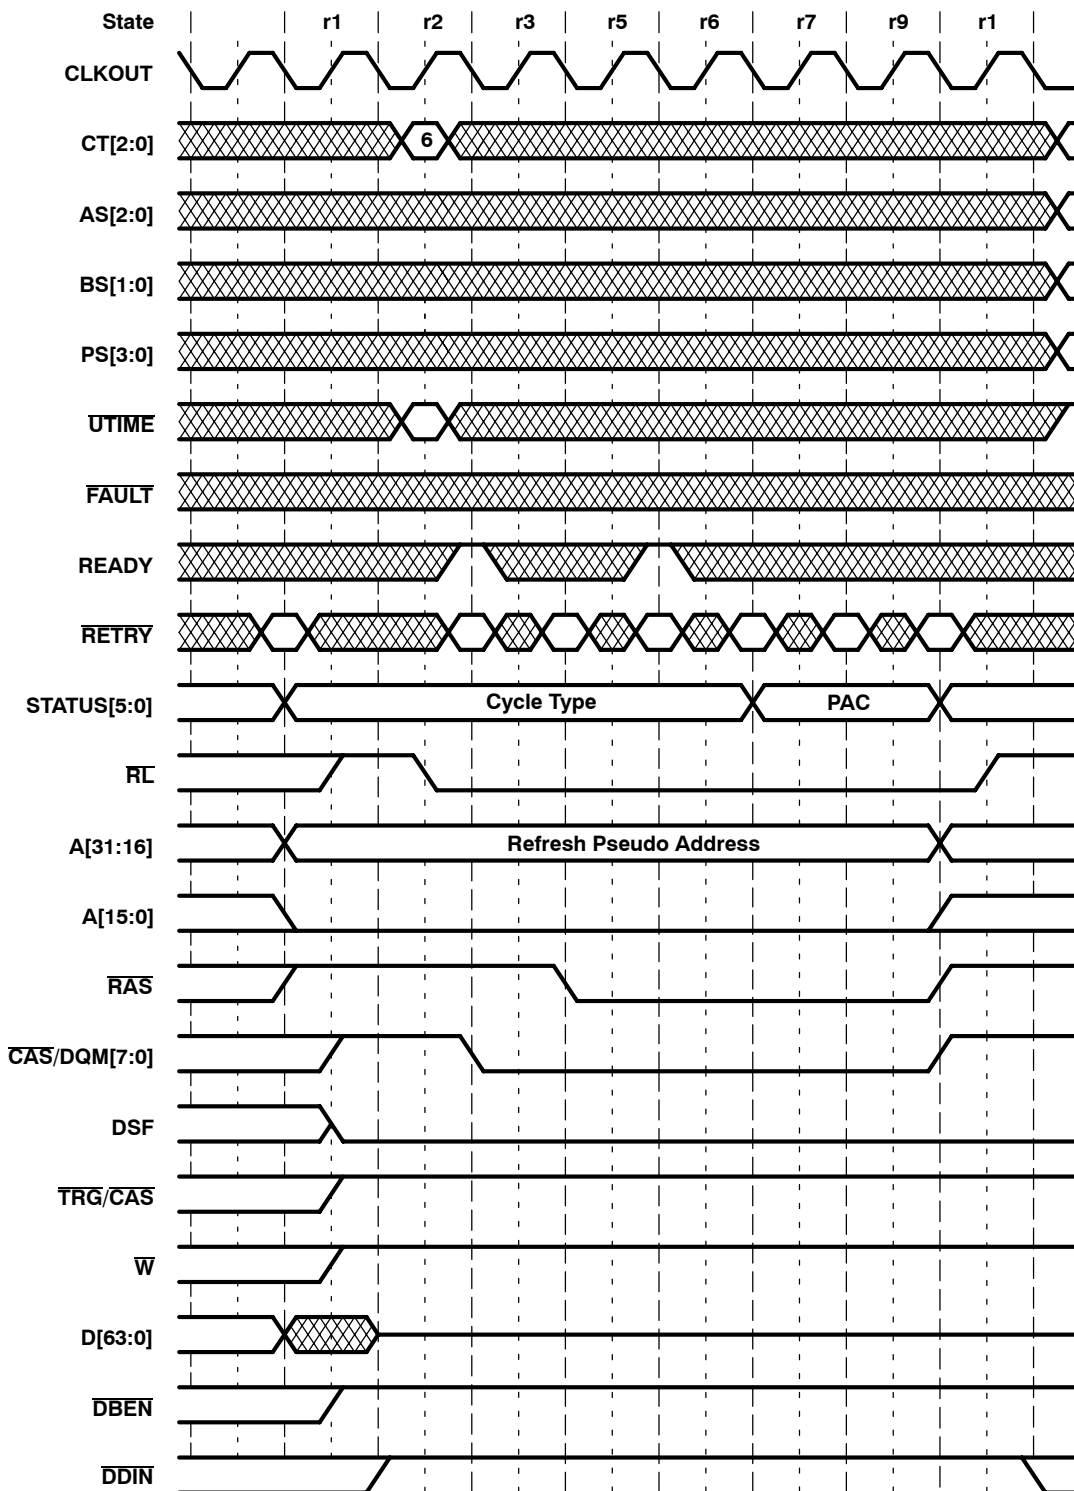 State r1 r2 r3 r5 r6 r7 r9 r1
CLKOUT
CT[2:0] 6
AS[2:0]
BS[1:0]
PS[3:0]
UTIME
FAULT
READY
RETRY
STATUS[5:0] Cycle Type PAC
RL
A[31:16] Refresh Pseudo Address
A[15:0]
RAS
CAS/DQM[7:0]
DSF
TRG/CAS
W
D[63:0]
DBEN
DDIN